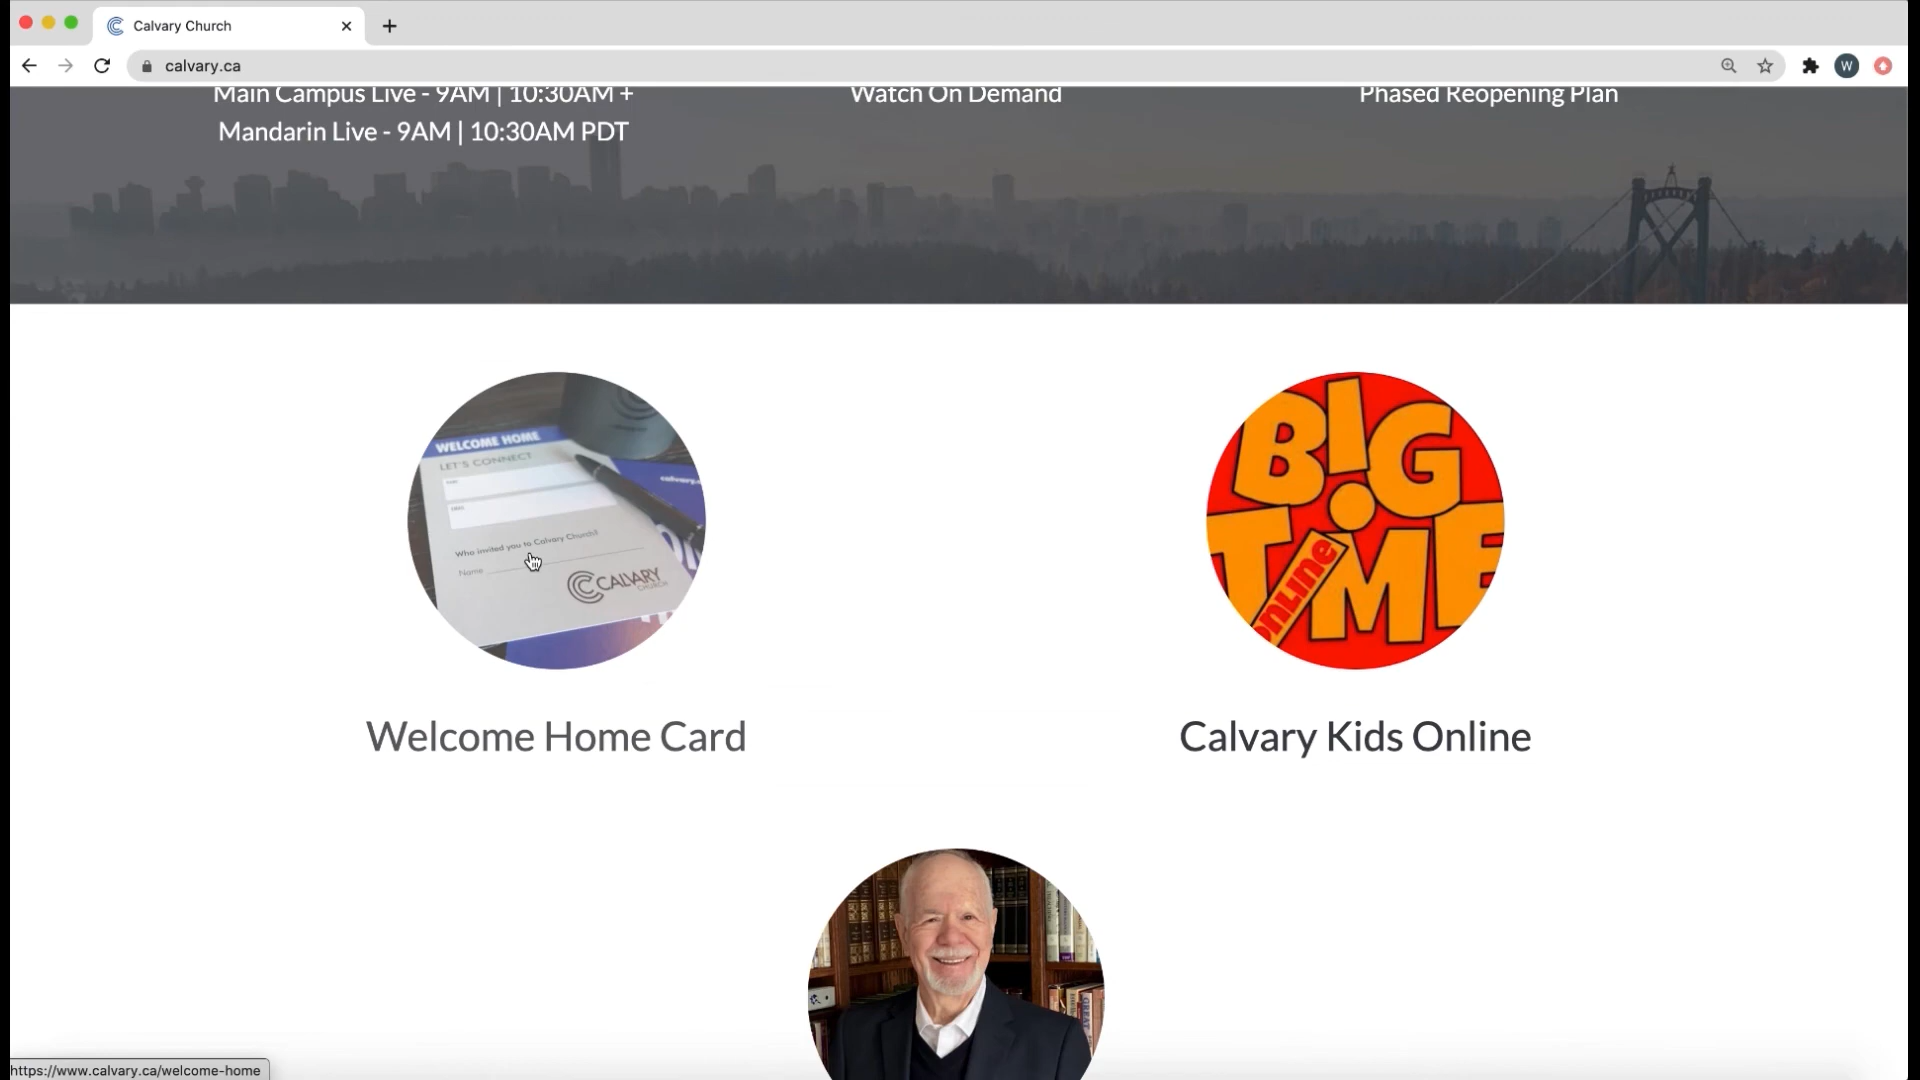 Calvary Church
calvary.ca
W
Main Campus Live - 9AM | 10:30AM +
Mandarin Live - 9AM | 10:30AM PDT
Watch On Demand
Phased Reopening Plan
WELCOME HOME
LET'S CONNECT
calvary.
Who invited you to Calvary Church?
Name
CALVARY
CHURCH
BIG
TIME
ONLINE
Welcome Home Card
Calvary Kids Online
https://www.calvary.ca/welcome-home